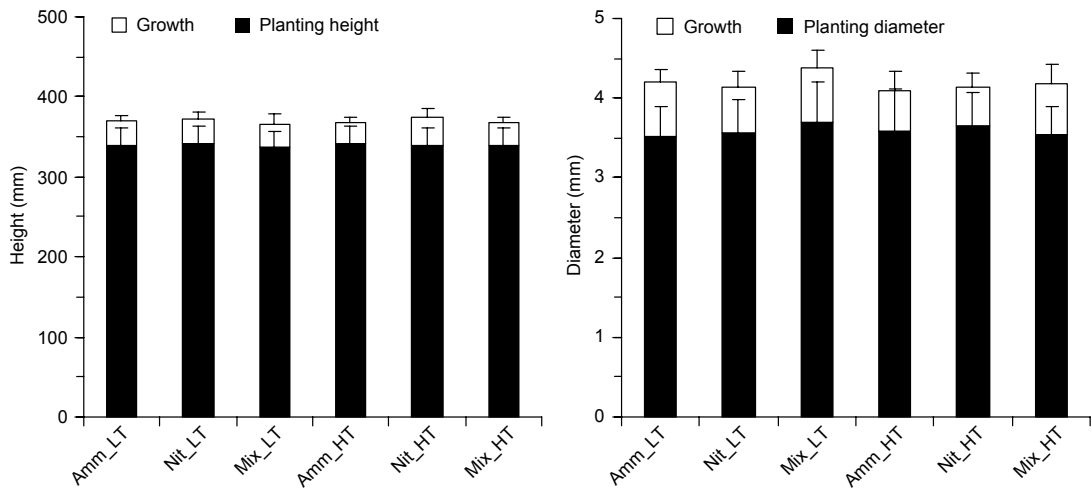 Growth Planting height
500
400
300
200
100
0
Height (mm)
Amm_LT
Nit_LT
Mix_LT
Amm_HT
Nit_HT
Mix_HT
Growth Planting diameter
5
4
3
2
1
0
Diameter (mm)
Amm_LT
Nit_LT
Mix_LT
Amm_HT
Nit_HT
Mix_HT